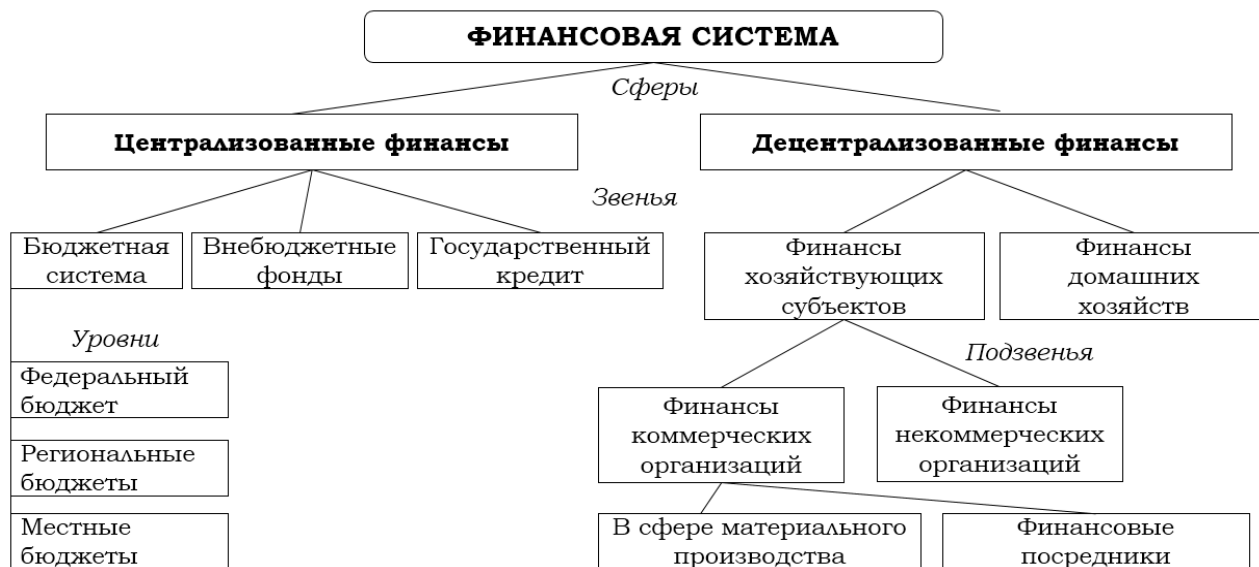 ФИНАНСОВАЯ СИСТЕМА
Сферы
Централизованные финансы
Децентрализованные финансы
Звенья
Бюджетная
система
Внебюджетные
фонды
Государственный
кредит
Финансы
хозяйствующих
субъектов
Финансы
домашних
хозяйств
Уровни
Подзвенья
Федеральный
бюджет
Региональные
бюджеты
Местные
бюджеты
Финансы
коммерческих
организаций
Финансы
некоммерческих
организаций
В сфере материального
производства
Финансовые
посредники